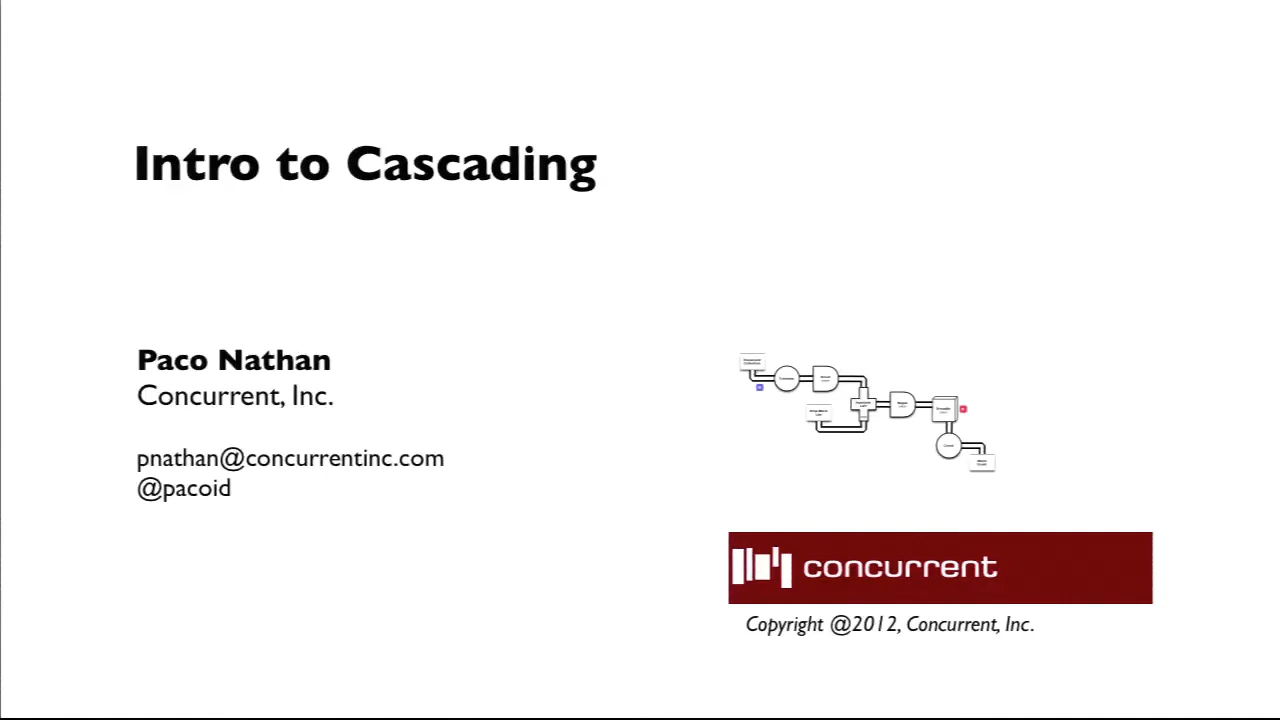 Intro to Cascading
Paco Nathan
Concurrent, Inc.
pnathan@concurrentinc.com
@pacoid
concurrent
Copyright @2012, Concurrent, Inc.